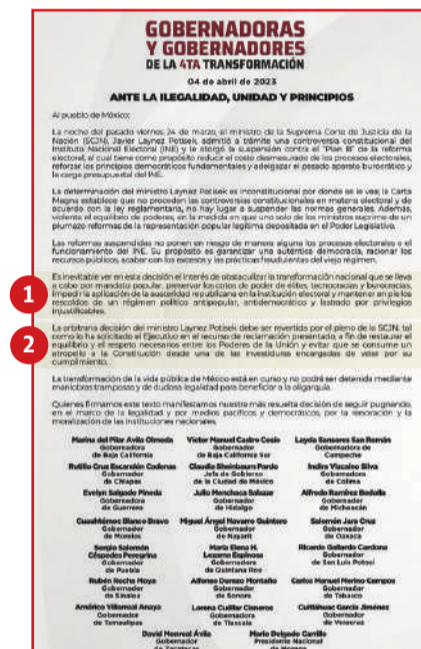 GOBERNADORAS
Y GOBERNADORES
DE LA 4TA TRANSFORMACIÓN
04 de abril de 2023
ANTE LA ILEGALIDAD, UNIDAD Y PRINCIPIOS
Al pueblo de México:
La noche del pasado viernes 24 de marzo, el ministro de la Suprema Corte de Justicia de la
Nación (SCJN), Javier Laynez Potisek, admitió a trámite una controversia constitucional del
Instituto Nacional Electoral (INE) y le otorgó la suspensión contra el "Plan B" de la reforma
electoral, el cual tiene como propósito reducir el costo desmesurado de los procesos electorales,
reforzar los principios democráticos fundamentales y adelgazar el pesado aparato burocrático y
la carga presupuestal del INE.
La determinación del ministro Laynez Potisek es inconstitucional por donde se le vea; la Carta
Magna establece que no proceden las controversias constitucionales en materia electoral y de
acuerdo con la ley reglamentaria, no hay lugar a suspender las normas generales. Además,
violenta el equilibrio de poderes, en la medida en que uno solo de los ministros suprime de un
plumazo reformas de la representación popular legítima depositada en el Poder Legislativo.
Las reformas suspendidas no ponen en riesgo de manera alguna los procesos electorales o el
funcionamiento del INE. Su propósito es garantizar una auténtica democracia, racionar los
recursos públicos, acabar con los excesos y las prácticas fraudulentas del viejo régimen.
1
Es inevitable ver en esta decisión el interés de obstaculizar la transformación nacional que se lleva
a cabo por mandato popular, preservar los cotos de poder de élites, tecnocracias y burocracias,
impedir la aplicación de la austeridad republicana en la institución electoral y mantener en pie los
rescoldos de un régimen político antipopular, antidemocrático y lastrado por privilegios
injustificables.
2
La arbitraria decisión del ministro Laynez Potisek debe ser revertida por el pleno de la SCJN, tal
como lo ha solicitado el Ejecutivo en el recurso de reclamación presentado, a fin de restaurar el
equilibrio y el respeto necesarios entre los Poderes de la Unión y evitar que se consume un
atropello a la Constitución desde una de las investiduras encargadas de velar por su
cumplimiento.
La transformación de la vida pública de México está en curso y no podrá ser detenida mediante
maniobras tramposas y de dudosa legalidad para beneficiar a la oligarquía.
Quienes firmamos este texto manifestamos nuestra más resuelta decisión de seguir pugnando,
en el marco de la legalidad y por medios pacíficos y democráticos, por la renovación y la
moralización de las instituciones nacionales.
Marina del Pilar Ávila Olmeda
Gobernadora
de Baja California
Víctor Manuel Castro Cosío
Gobernador
de Baja California Sur
Layda Sansores San Román
Gobernadora de
Campeche
Rutilio Cruz Escandón Cadenas
Gobernador
de Chiapas
Claudia Sheinbaum Pardo
Jefa de Gobierno
de la Ciudad de México
Indira Vizcaíno Silva
Gobernadora
de Colima
Evelyn Salgado Pineda
Gobernadora
de Guerrero
Julio Menchaca Salazar
Gobernador
de Hidalgo
Alfredo Ramírez Bedolla
Gobernador
de Michoacán
Cuauhtémoc Blanco Bravo
Gobernador
de Morelos
Miguel Ángel Navarro Quintero
Gobernador
de Nayarit
Salomón Jara Cruz
Gobernador
de Oaxaca
Sergio Salomón
Céspedes Peregrina
Gobernador
de Puebla
María Elena H.
Lezama Espinosa
Gobernadora
de Quintana Roo
Ricardo Gallardo Cardona
Gobernador
de San Luis Potosí
Rubén Rocha Moya
Gobernador
de Sinaloa
Alfonso Durazo Montaño
Gobernador
de Sonora
Carlos Manuel Merino Campos
Gobernador
de Tabasco
Américo Villarreal Anaya
Gobernador
de Tamaulipas
Lorena Cuéllar Cisneros
Gobernadora
de Tlaxcala
Cuitláhuac García Jiménez
Gobernador
de Veracruz
David Monreal Ávila
Gobernador
de Zacatecas
Mario Delgado Carrillo
Presidente Nacional
de Morena